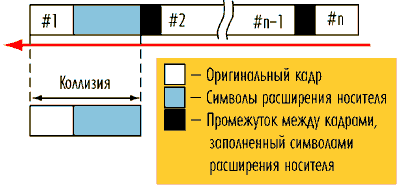 #1 #2 #n-1 #n
Коллизия
– Оригинальный кадр
– Символы расширения носителя
– Промежуток между кадрами,
заполненный символами
расширения носителя